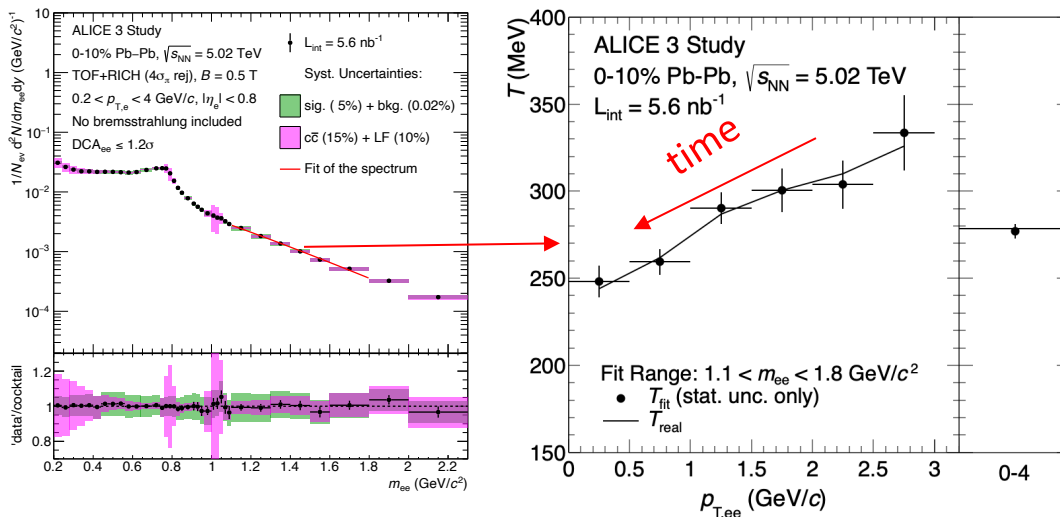 ALICE 3 Study
0-10% Pb–Pb, √sNN = 5.02 TeV
TOF+RICH (4σπ rej), B = 0.5 T
0.2 < pT,e < 4 GeV/c, |ηe| < 0.8
No bremsstrahlung included
DCAee ≤ 1.2σ
Lint = 5.6 nb-1
Syst. Uncertainties:
sig. ( 5%) + bkg. (0.02%)
cc̄ (15%) + LF (10%)
Fit of the spectrum
1/Nev d2N/dmeedy (GeV/c2)-1
10
1
10−1
10−2
10−3
10−4
'data'/cocktail
1.2
1.0
0.8
0.2 0.4 0.6 0.8 1.0 1.2 1.4 1.6 1.8 2.0 2.2
mee (GeV/c2)
T (MeV)
400
350
300
250
200
150
ALICE 3 Study
0-10% Pb-Pb, √sNN = 5.02 TeV
Lint = 5.6 nb-1
time
Fit Range: 1.1 < mee < 1.8 GeV/c2
Tfit (stat. unc. only)
Treal
0 0.5 1 1.5 2 2.5 3
0-4
pT,ee (GeV/c)